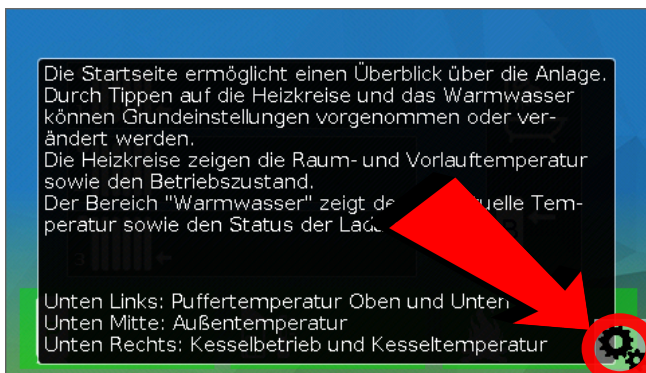 Die Startseite ermöglicht einen Überblick über die Anlage.
Durch Tippen auf die Heizkreise und das Warmwasser
können Grundeinstellungen vorgenommen oder ver-
ändert werden.
Die Heizkreise zeigen die Raum- und Vorlauftemperatur
sowie den Betriebszustand.
Der Bereich "Warmwasser" zeigt Tem-
peratur sowie den Status der
3
Unten Links: Puffertemperatur Oben und Unten
Unten Mitte: Außentemperatur
Unten Rechts: Kesselbetrieb und Kesseltemperatur